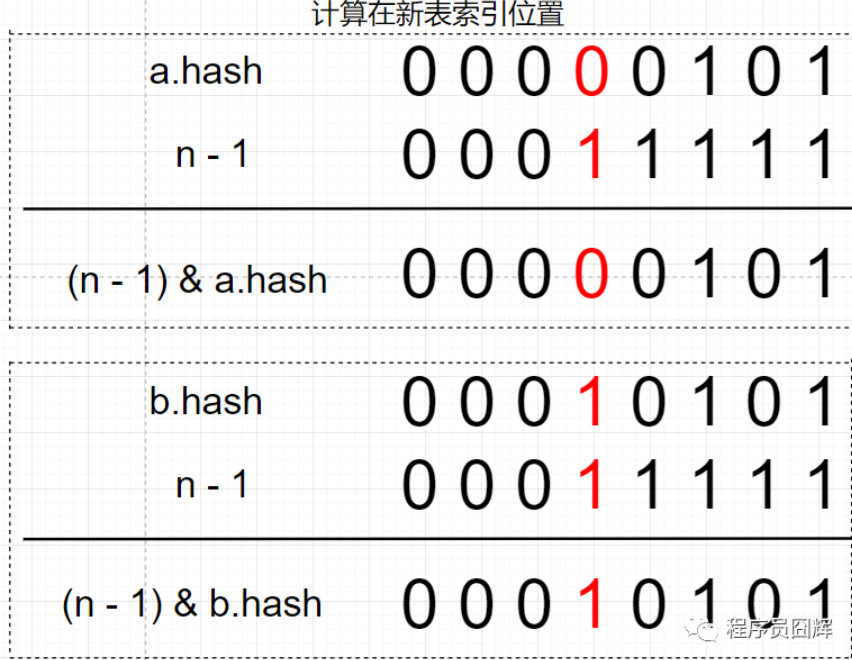 计算在新表索引位置
a.hash 0 0 0 0 0 1 0 1
n - 1 0 0 0 1 1 1 1 1
(n - 1) & a.hash 0 0 0 0 0 1 0 1
b.hash 0 0 0 1 0 1 0 1
n - 1 0 0 0 1 1 1 1 1
(n - 1) & b.hash 0 0 0 1 0 1 0 1
程序员囧辉